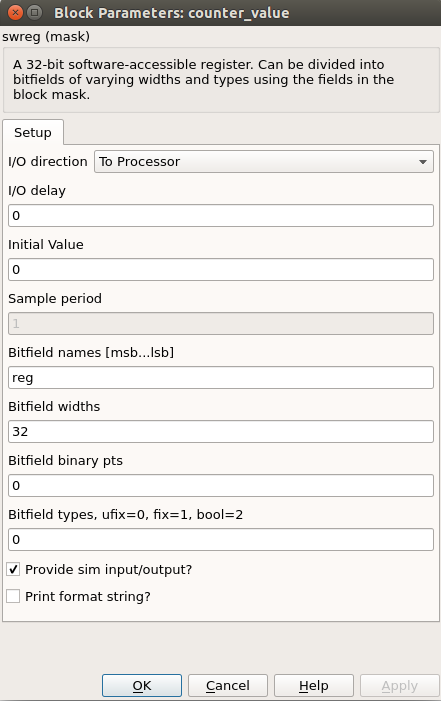 Block Parameters: counter_value
swreg (mask)
A 32-bit software-accessible register. Can be divided into
bitfields of varying widths and types using the fields in the
block mask.
Setup
I/O direction To Processor
I/O delay
0
Initial Value
0
Sample period
1
Bitfield names [msb...lsb]
reg
Bitfield widths
32
Bitfield binary pts
0
Bitfield types, ufix=0, fix=1, bool=2
0
Provide sim input/output?
Print format string?
OK Cancel Help Apply